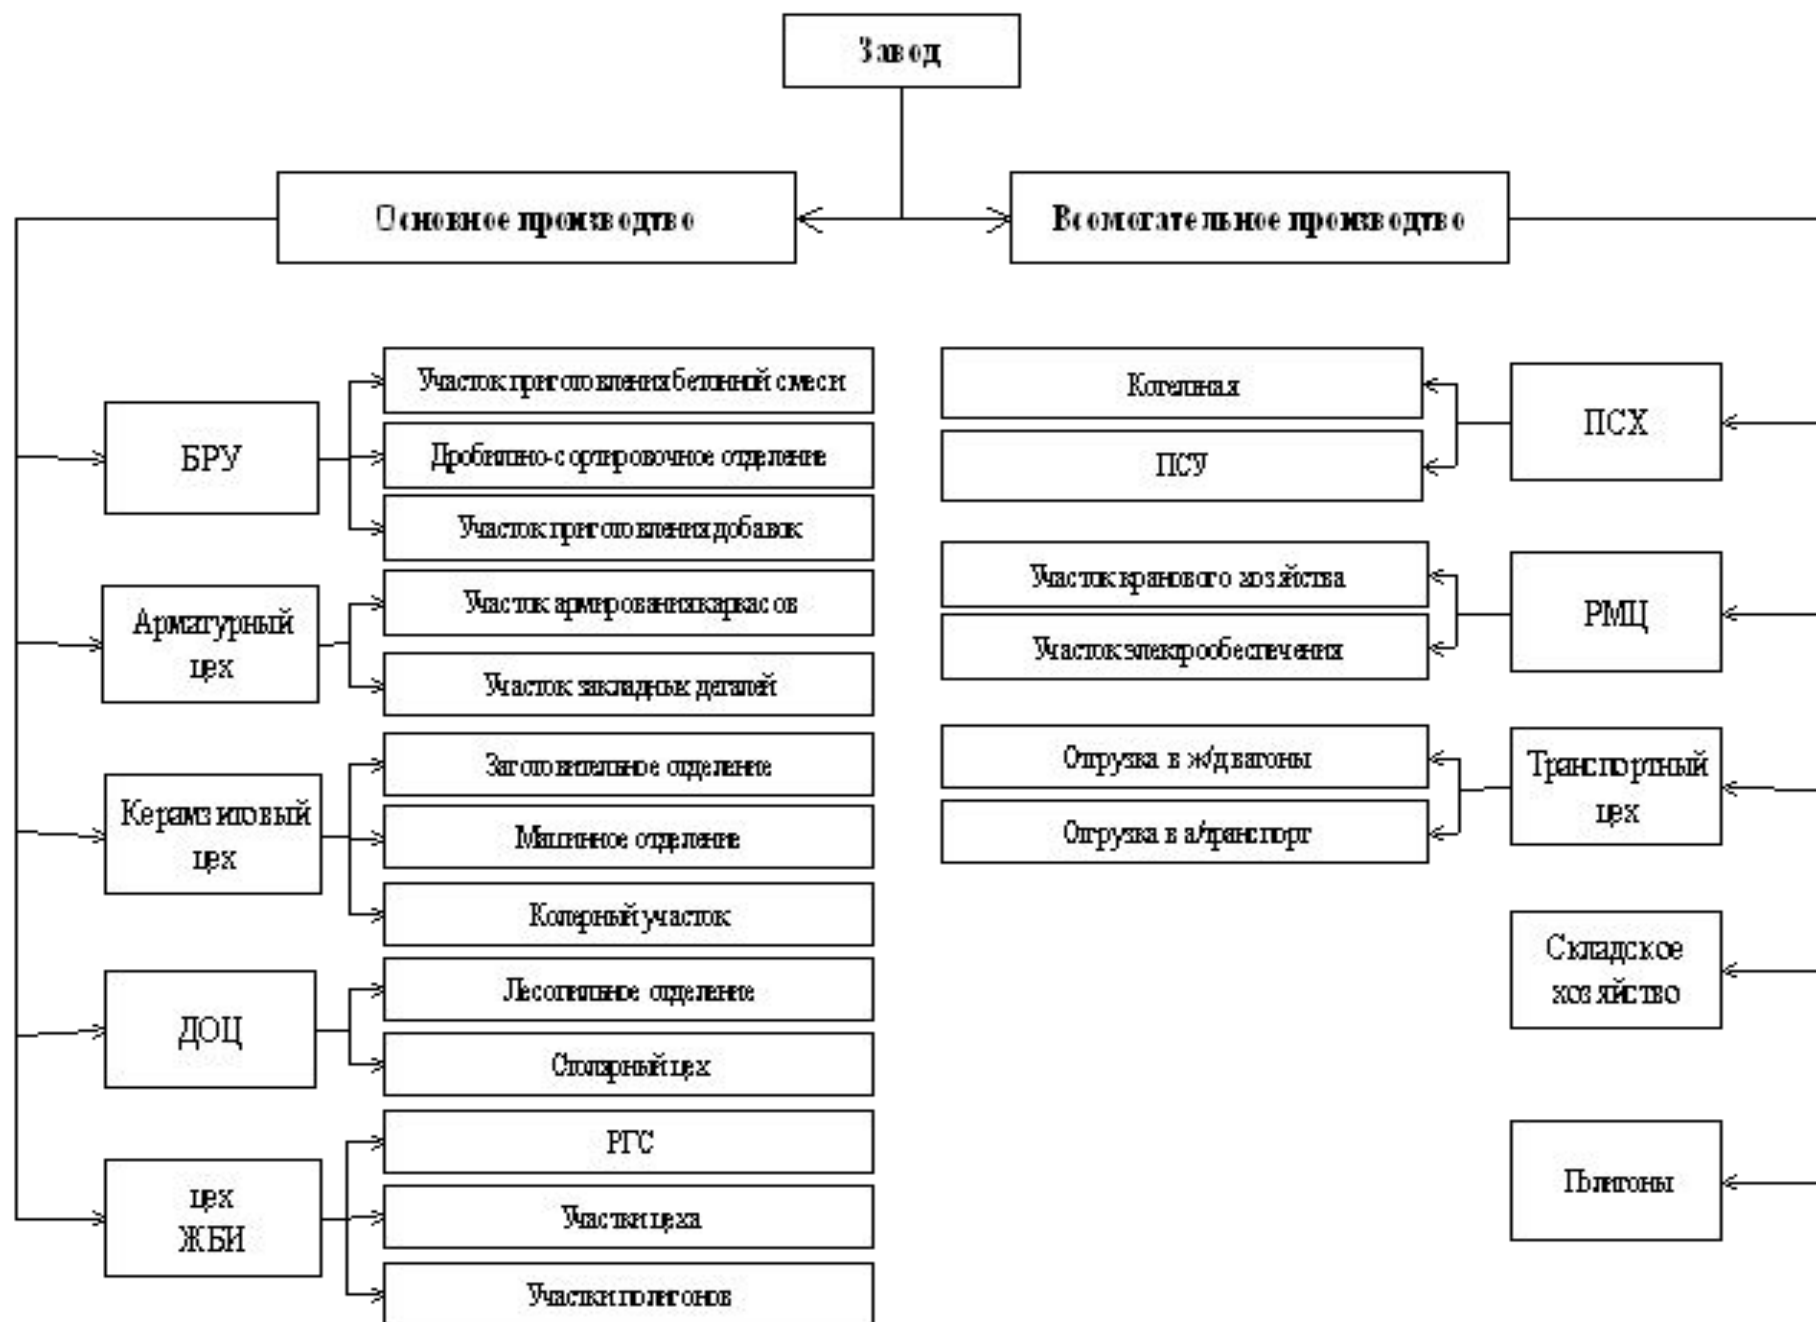 Завод
Основное производтво
Всомогательное производтво
БРУ
Участок приготовления бетонной смеси
Дробильно-сортировочное отделение
Участок приготовления добавок
Арматурный
цех
Участок армирования каркасов
Участок закладных деталей
Керамзитовый
цех
Заготовительное отделение
Машинное отделение
Колерный участок
ДОЦ
Лесопильное отделение
Столярный цех
цех
ЖБИ
РГС
Участки цеха
Участки полигонов
Котельная
ПСУ
ПСХ
Участок кранового хозяйства
Участок электрообеспечения
РМЦ
Отгрузка в ж/д вагоны
Отгрузка в а/транспорт
Транспортный
цех
Складское
хозяйство
Полигоны